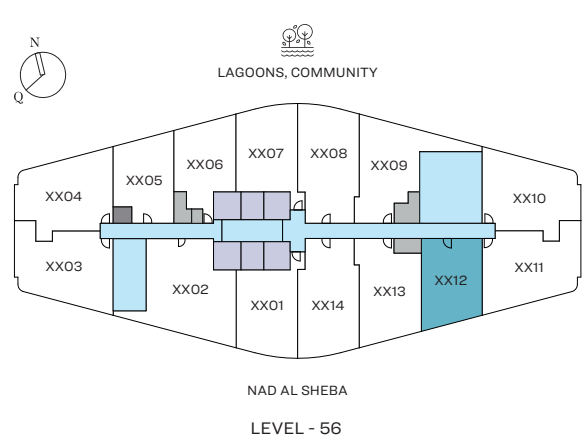 N
Q
LAGOONS, COMMUNITY
XX07
XX08
XX06
XX09
XX05
XX04
XX10
XX03
XX11
XX02
XX12
XX01
XX14
XX13
NAD AL SHEBA
LEVEL - 56